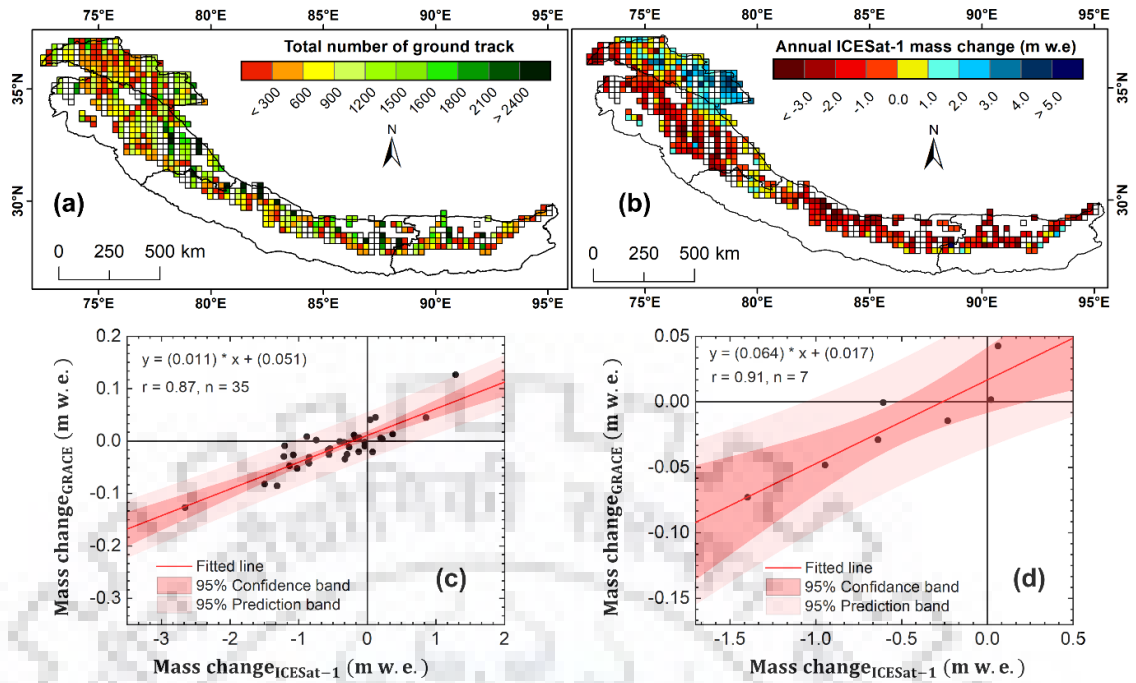 75°E 80°E 85°E 90°E 95°E 75°E 80°E 85°E 90°E 95°E
Total number of ground track
<300 600 900 1200 1500 1600 1800 2100 >2400
35°N
30°N
N
(a)
0 250 500 km
75°E 80°E 85°E 90°E 95°E
Annual ICESat-1 mass change (m w.e)
<-3.0 -2.0 -1.0 0.0 1.0 2.0 3.0 4.0 >5.0
35°N
30°N
N
(b)
0 250 500 km
75°E 80°E 85°E 90°E 95°E
y = (0.011) * x + (0.051)
r = 0.87, n = 35
Mass changeGRACE (m w. e.)
0.2
0.1
0.0
-0.1
-0.2
-0.3
Fitted line
95% Confidence band
95% Prediction band
(c)
-3 -2 -1 0 1 2
Mass changeICESat−1 (m w. e.)
y = (0.064) * x + (0.017)
r = 0.91, n = 7
Mass changeGRACE (m w. e.)
0.05
0.00
-0.05
-0.10
-0.15
Fitted line
95% Confidence band
95% Prediction band
(d)
-1.5 -1.0 -0.5 0.0 0.5
Mass changeICESat−1 (m w. e.)